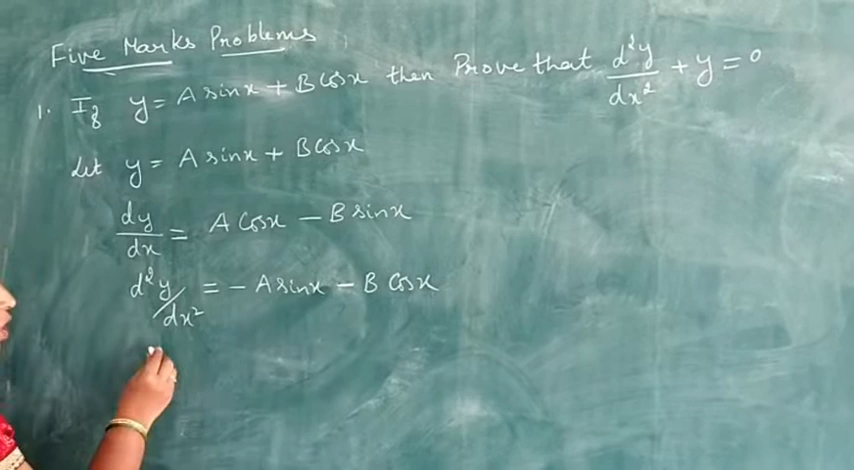 Five Marks Problems
1. If y = A sinx + B cosx then Prove that d²y/dx² + y = 0
Let y = A sinx + B cosx
dy/dx = A cosx - B sinx
d²y/dx² = - A sinx - B cosx